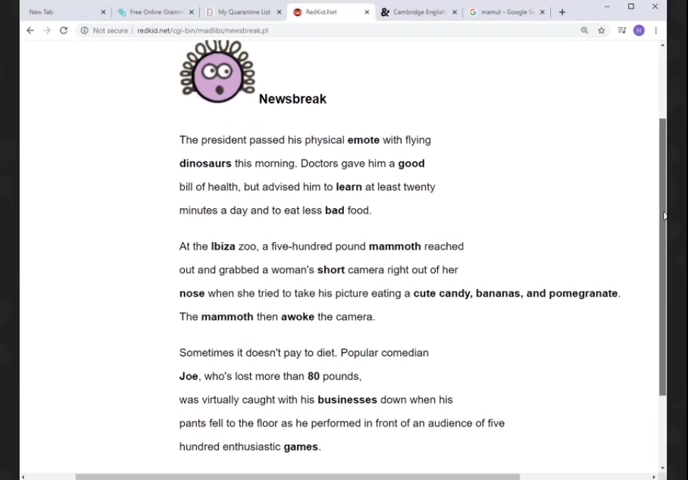 New Tab
Free Online Gramm
My Quarantine List
RedKid.Net
Cambridge English
mamut - Google S
Not secure | redkid.net/cgi-bin/madlibs/newsbreak.pl
H
Newsbreak
The president passed his physical emote with flying
dinosaurs this morning. Doctors gave him a good
bill of health, but advised him to learn at least twenty
minutes a day and to eat less bad food.
At the Ibiza zoo, a five-hundred pound mammoth reached
out and grabbed a woman's short camera right out of her
nose when she tried to take his picture eating a cute candy, bananas, and pomegranate.
The mammoth then awoke the camera.
Sometimes it doesn't pay to diet. Popular comedian
Joe, who's lost more than 80 pounds,
was virtually caught with his businesses down when his
pants fell to the floor as he performed in front of an audience of five
hundred enthusiastic games.